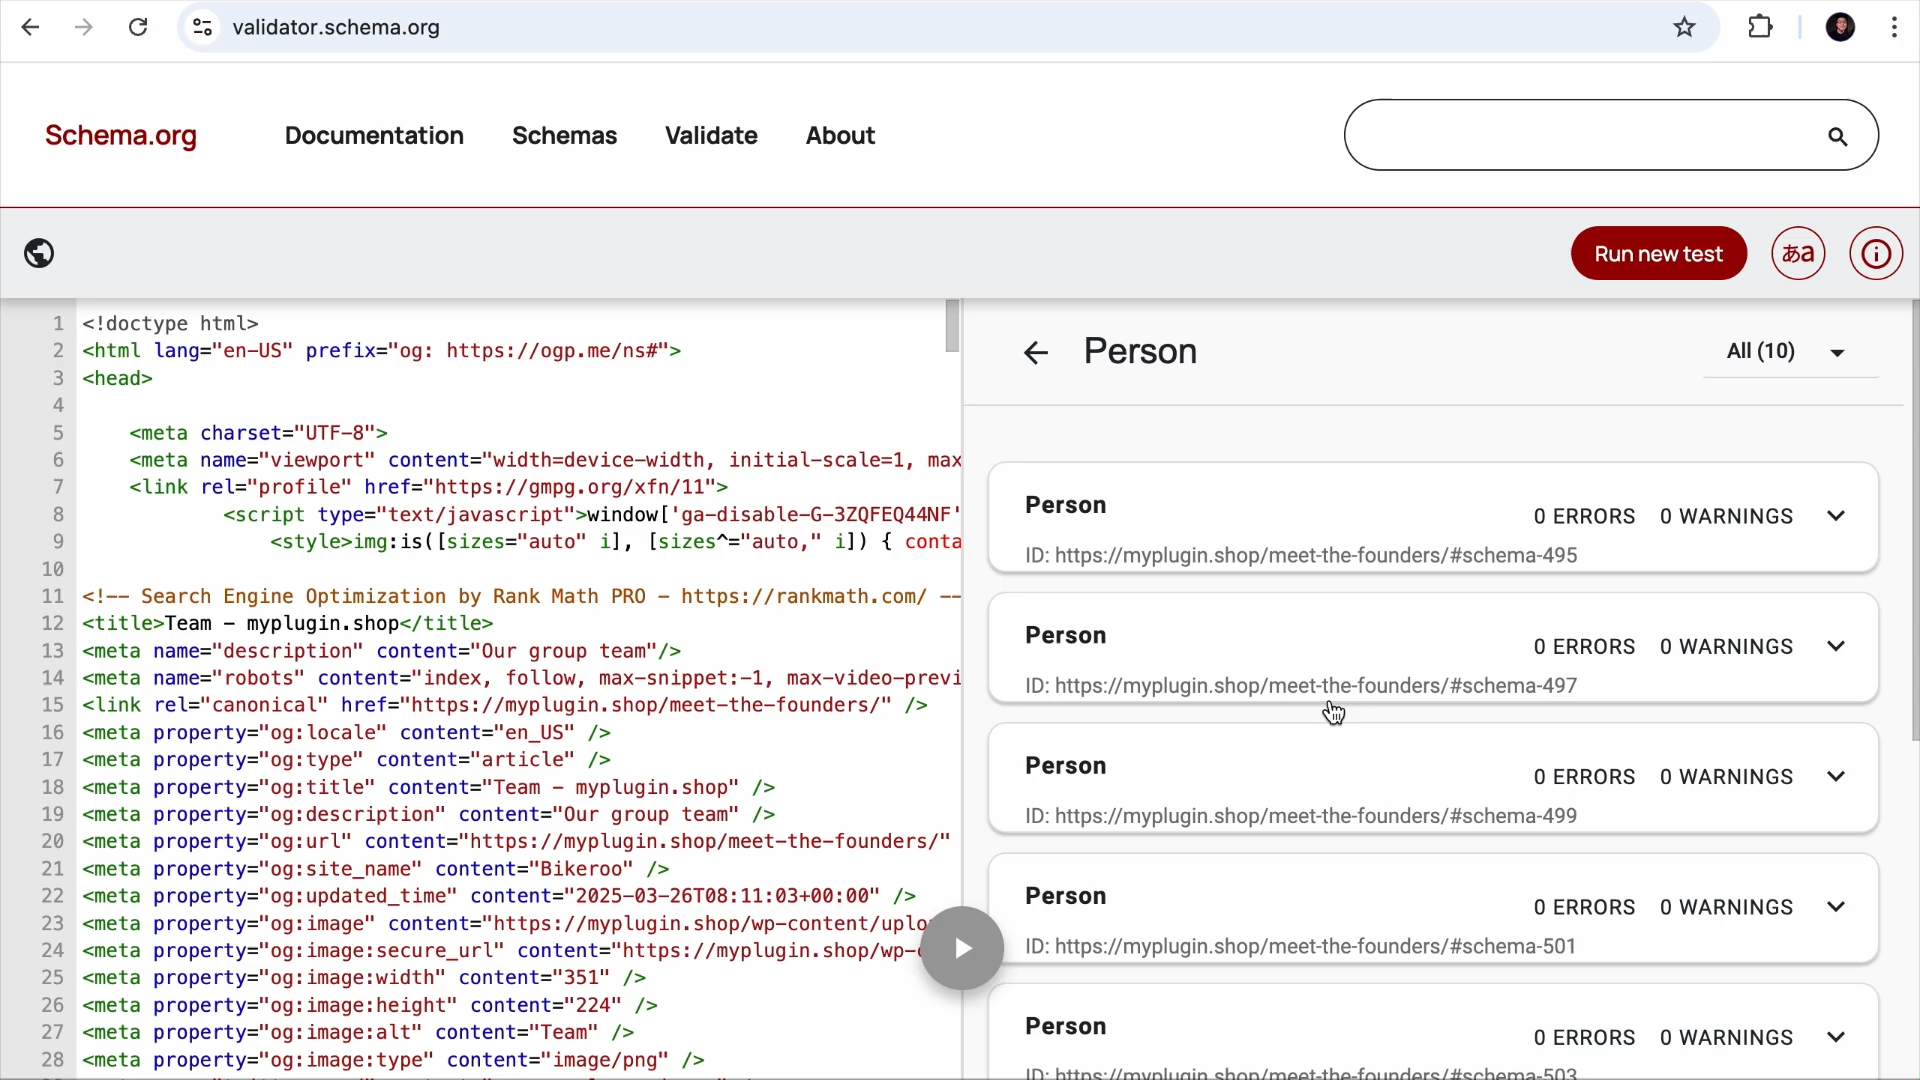 validator.schema.org
Schema.org
Documentation
Schemas
Validate
About
Run new test
あa
1 <!doctype html>
2 <html lang="en-US" prefix="og: https://ogp.me/ns#">
3 <head>
4
5 <meta charset="UTF-8">
6 <meta name="viewport" content="width=device-width, initial-scale=1, max
7 <link rel="profile" href="https://gmpg.org/xfn/11">
8 <script type="text/javascript">window['ga-disable-G-3ZQFEQ44NF'
9 <style>img:is([sizes="auto" i], [sizes^="auto," i]) { conta
10
11 <!-- Search Engine Optimization by Rank Math PRO - https://rankmath.com/ --
12 <title>Team - myplugin.shop</title>
13 <meta name="description" content="Our group team"/>
14 <meta name="robots" content="index, follow, max-snippet:-1, max-video-previ
15 <link rel="canonical" href="https://myplugin.shop/meet-the-founders/" />
16 <meta property="og:locale" content="en_US" />
17 <meta property="og:type" content="article" />
18 <meta property="og:title" content="Team - myplugin.shop" />
19 <meta property="og:description" content="Our group team" />
20 <meta property="og:url" content="https://myplugin.shop/meet-the-founders/"
21 <meta property="og:site_name" content="Bikeroo" />
22 <meta property="og:updated_time" content="2025-03-26T08:11:03+00:00" />
23 <meta property="og:image" content="https://myplugin.shop/wp-content/uplo
24 <meta property="og:image:secure_url" content="https://myplugin.shop/wp-
25 <meta property="og:image:width" content="351" />
26 <meta property="og:image:height" content="224" />
27 <meta property="og:image:alt" content="Team" />
28 <meta property="og:image:type" content="image/png" />
Person
All (10)
Person
0 ERRORS 0 WARNINGS
ID: https://myplugin.shop/meet-the-founders/#schema-495
Person
0 ERRORS 0 WARNINGS
ID: https://myplugin.shop/meet-the-founders/#schema-497
Person
0 ERRORS 0 WARNINGS
ID: https://myplugin.shop/meet-the-founders/#schema-499
Person
0 ERRORS 0 WARNINGS
ID: https://myplugin.shop/meet-the-founders/#schema-501
Person
0 ERRORS 0 WARNINGS
ID: https://myplugin.shop/meet-the-founders/#schema-503